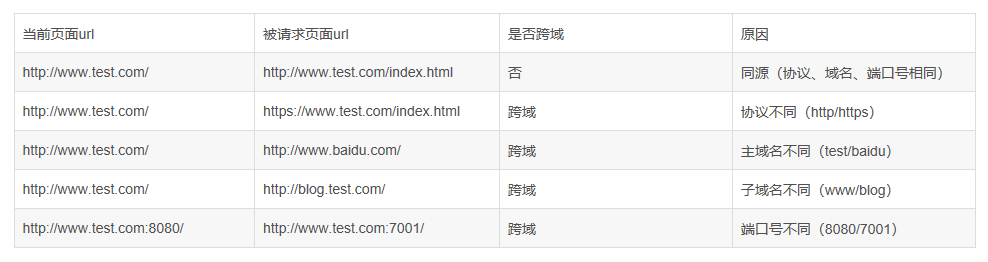 当前页面url 被请求页面url 是否跨域 原因
http://www.test.com/ http://www.test.com/index.html 否 同源（协议、域名、端口号相同）
http://www.test.com/ https://www.test.com/index.html 跨域 协议不同（http/https）
http://www.test.com/ http://www.baidu.com/ 跨域 主域名不同（test/baidu）
http://www.test.com/ http://blog.test.com/ 跨域 子域名不同（www/blog）
http://www.test.com:8080/ http://www.test.com:7001/ 跨域 端口号不同（8080/7001）